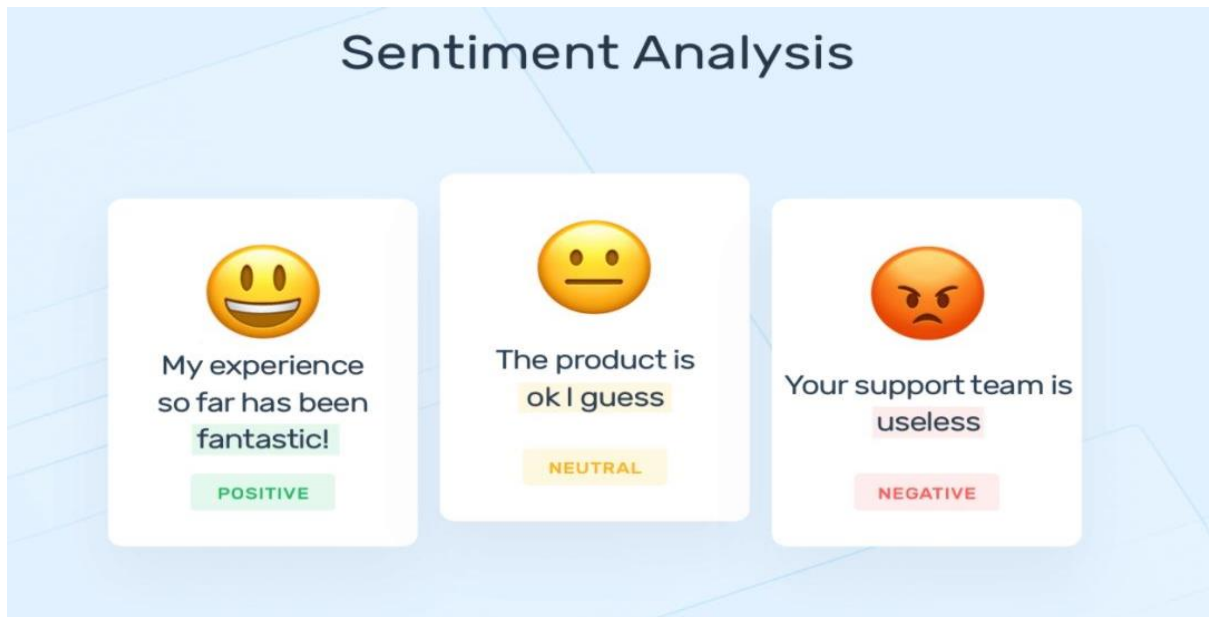 Sentiment Analysis
My experience
so far has been
fantastic!
POSITIVE
The product is
ok I guess
NEUTRAL
Your support team is
useless
NEGATIVE